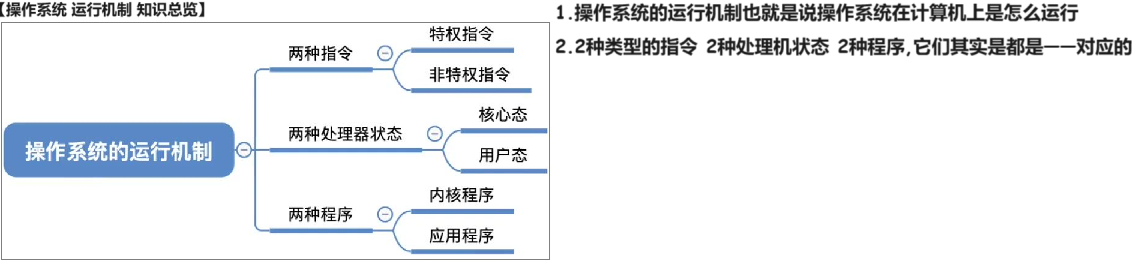 【操作系统 运行机制 知识总览】
1.操作系统的运行机制也就是说操作系统在计算机上是怎么运行
2.2种类型的指令 2种处理机状态 2种程序,它们其实是都是一一对应的
操作系统的运行机制
两种指令
特权指令
非特权指令
两种处理器状态
核心态
用户态
两种程序
内核程序
应用程序